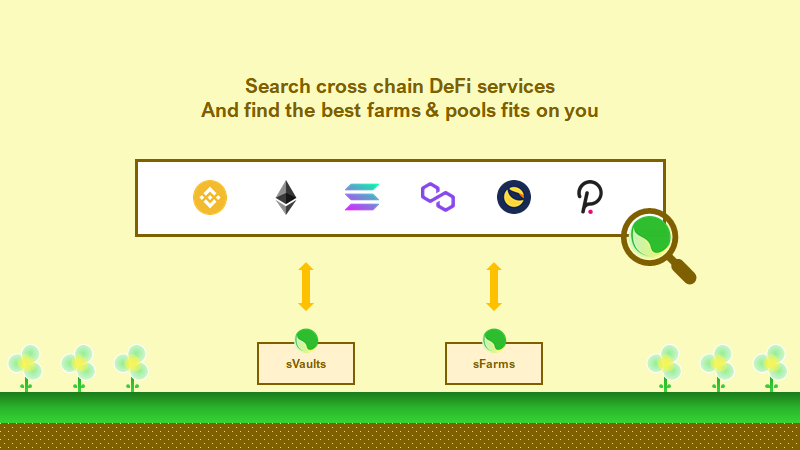 Search cross chain DeFi services
And find the best farms & pools fits on you
sVaults
sFarms